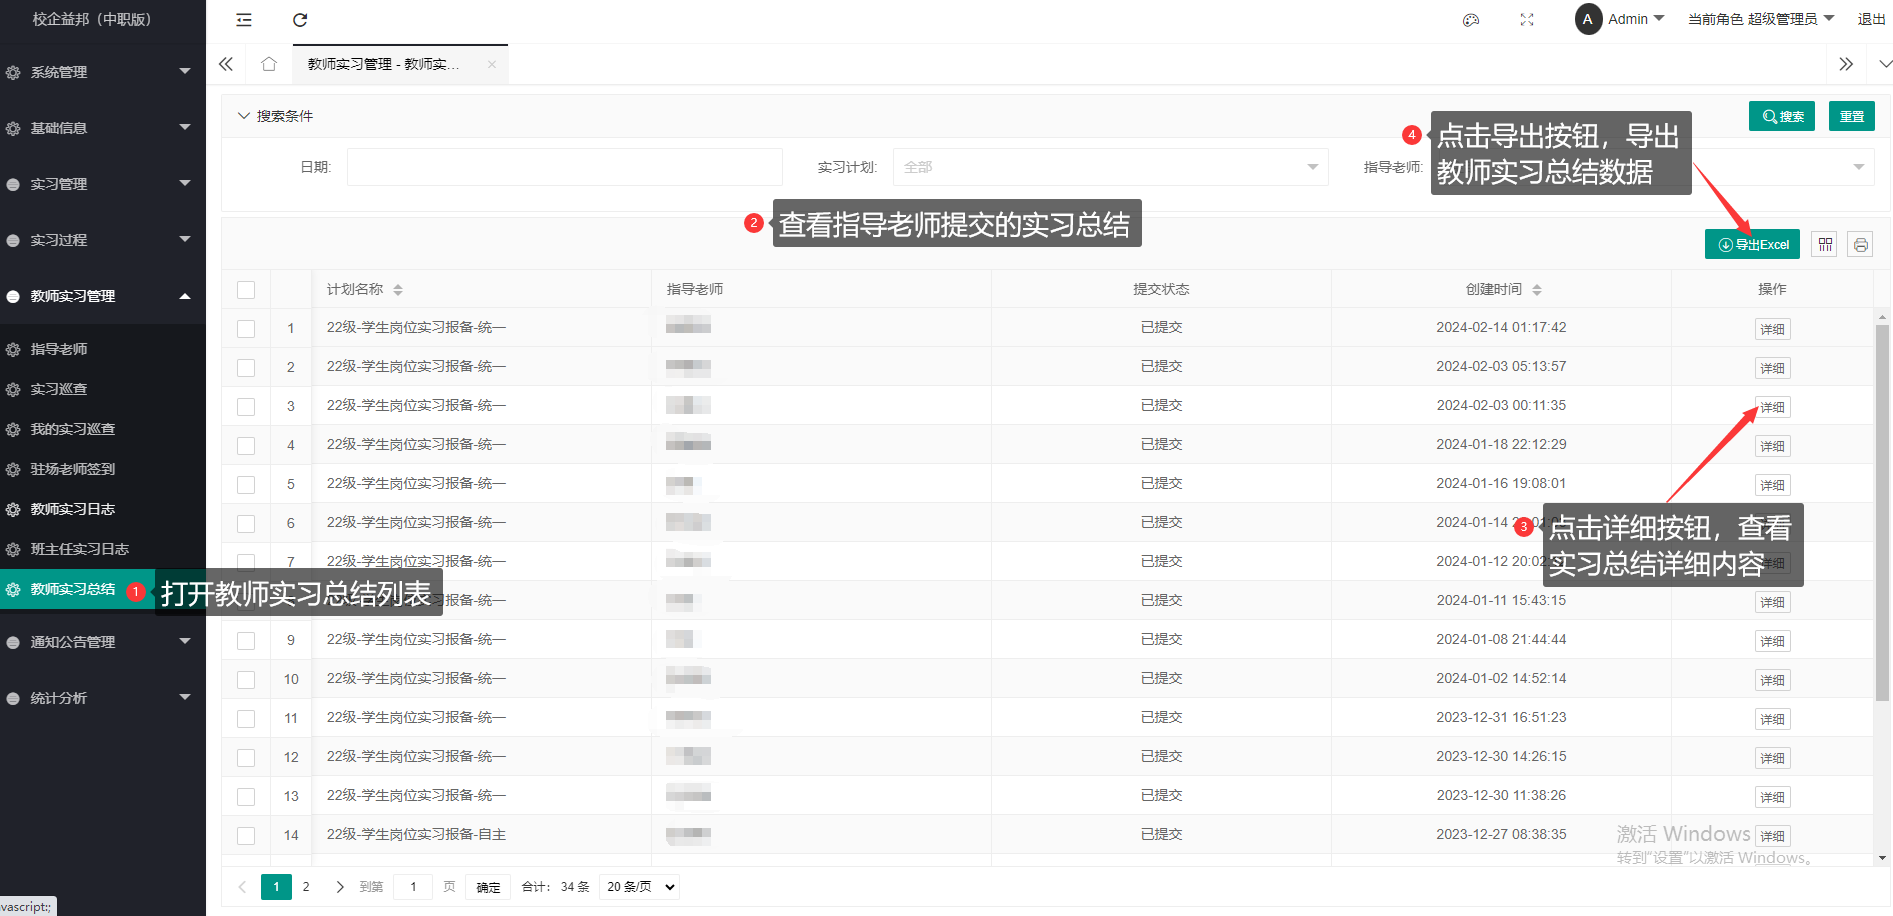 校企益邦（中职版）
A Admin 当前角色 超级管理员 退出
教师实习管理 - 教师实...
系统管理
基础信息
实习管理
实习过程
教师实习管理
指导老师
实习巡查
我的实习巡查
驻场老师签到
教师实习日志
班主任实习日志
教师实习总结
通知公告管理
统计分析
1 打开教师实习总结列表
搜索条件
搜索 重置
日期: 实习计划: 全部 指导老师:
4 点击导出按钮，导出
教师实习总结数据
2 查看指导老师提交的实习总结
导出Excel
计划名称 指导老师 提交状态 创建时间 操作
1 22级-学生岗位实习报备-统一 已提交 2024-02-14 01:17:42 详细
2 22级-学生岗位实习报备-统一 已提交 2024-02-03 05:13:57 详细
3 22级-学生岗位实习报备-统一 已提交 2024-02-03 00:11:35 详细
4 22级-学生岗位实习报备-统一 已提交 2024-01-18 22:12:29 详细
5 22级-学生岗位实习报备-统一 已提交 2024-01-16 19:08:01 详细
6 22级-学生岗位实习报备-统一 已提交 2024-01-14
3 点击详细按钮，查看
实习总结详细内容
7 22级-学生岗位实习报备-统一 已提交 2024-01-12 20:02 详细
22级-学生岗位实习报备-统一 已提交 2024-01-11 15:43:15 详细
9 22级-学生岗位实习报备-统一 已提交 2024-01-08 21:44:44 详细
10 22级-学生岗位实习报备-统一 已提交 2024-01-02 14:52:14 详细
11 22级-学生岗位实习报备-统一 已提交 2023-12-31 16:51:23 详细
12 22级-学生岗位实习报备-统一 已提交 2023-12-30 14:26:15 详细
13 22级-学生岗位实习报备-统一 已提交 2023-12-30 11:38:26 详细
14 22级-学生岗位实习报备-自主 已提交 2023-12-27 08:38:35 详细
激活 Windows
转到"设置"以激活 Windows。
1 2 到第 1 页 确定 合计： 34 条 20 条/页
vascript:;